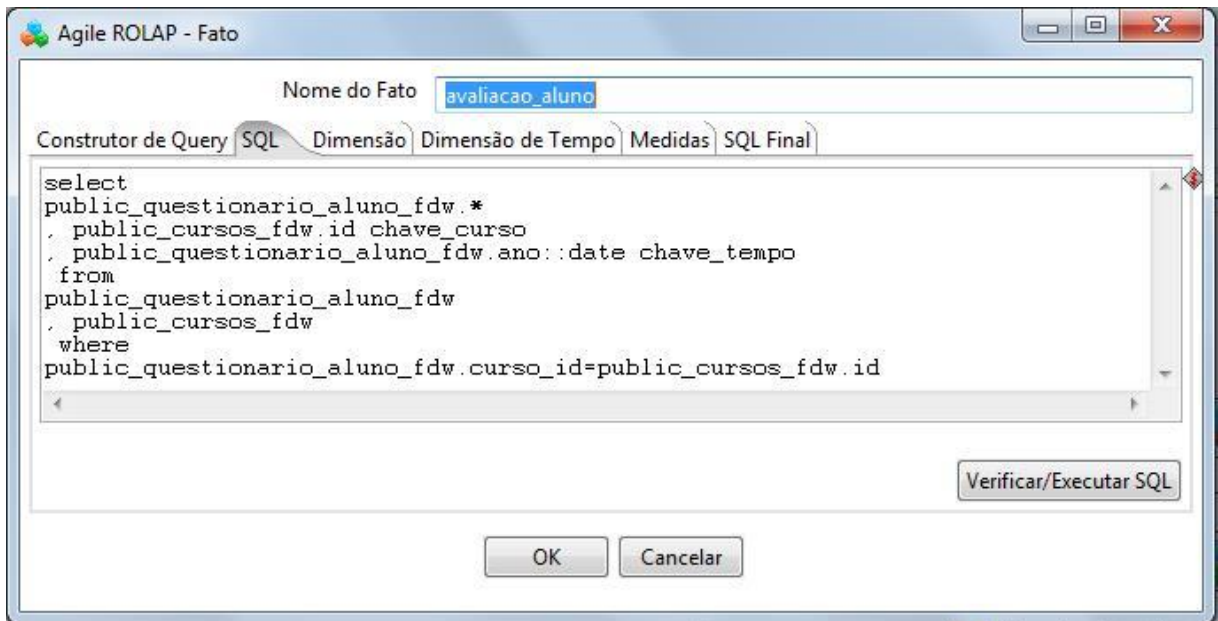 Agile ROLAP - Fato
Nome do Fato avaliacao_aluno
Construtor de Query SQL Dimensão Dimensão de Tempo Medidas SQL Final
select
public_questionario_aluno_fdw.*
, public_cursos_fdw.id chave_curso
, public_questionario_aluno_fdw.ano::date chave_tempo
from
public_questionario_aluno_fdw
, public_cursos_fdw
where
public_questionario_aluno_fdw.curso_id=public_cursos_fdw.id
Verificar/Executar SQL
OK Cancelar